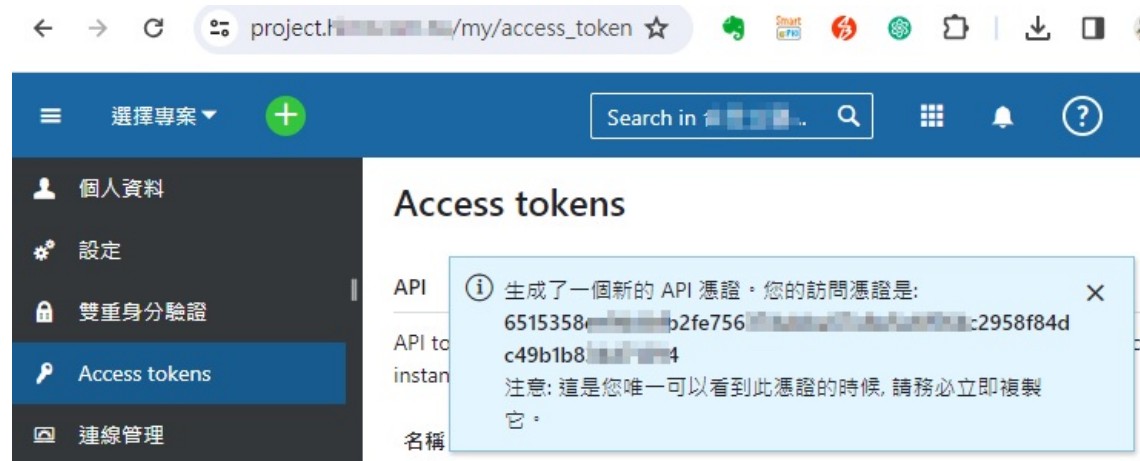 project.h /my/access_token
Smart
選擇專案
Search in ..
個人資料
Access tokens
設定
API
生成了一個新的 API 憑證。您的訪問憑證是:
6515358 b2fe756 c2958f84d
c49b1b8 4
注意: 這是您唯一可以看到此憑證的時候, 請務必立即複製
它。
雙重身分驗證
API to
instan
Access tokens
名稱
連線管理